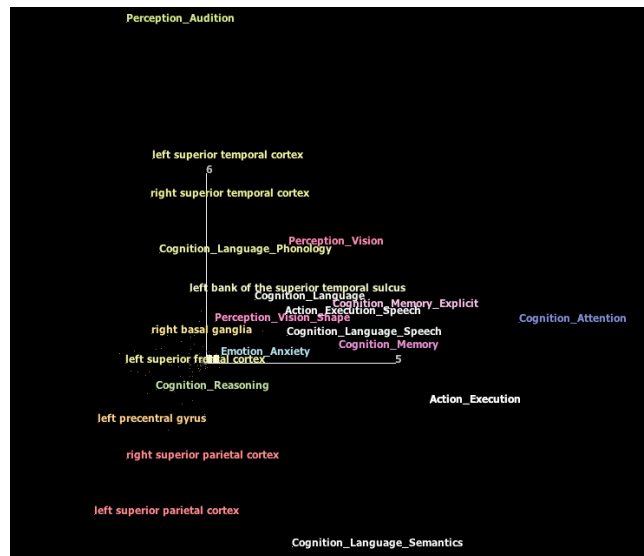 Perception_Audition
left superior temporal cortex
6
right superior temporal cortex
Perception_Vision
Cognition_Language_Phonology
left bank of the superior temporal sulcus
Cognition_Language
Cognition_Memory_Explicit
Action_Execution_Speech
Perception_Vision_Shape
Cognition_Attention
right basal ganglia
Cognition_Language_Speech
Cognition_Memory
Emotion_Anxiety
left superior frontal cortex
5
Cognition_Reasoning
Action_Execution
left precentral gyrus
right superior parietal cortex
left superior parietal cortex
Cognition_Language_Semantics